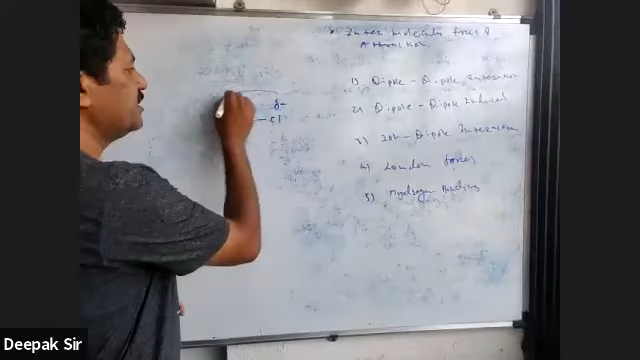 Inter molecular forces of
Attraction.
1) Dipole - Dipole Interaction
2) Dipole - Dipole Induced
δ-
- Cl
3) Ion - Dipole Interaction
4) London forces
5) Hydrogen Bonding
Deepak Sir